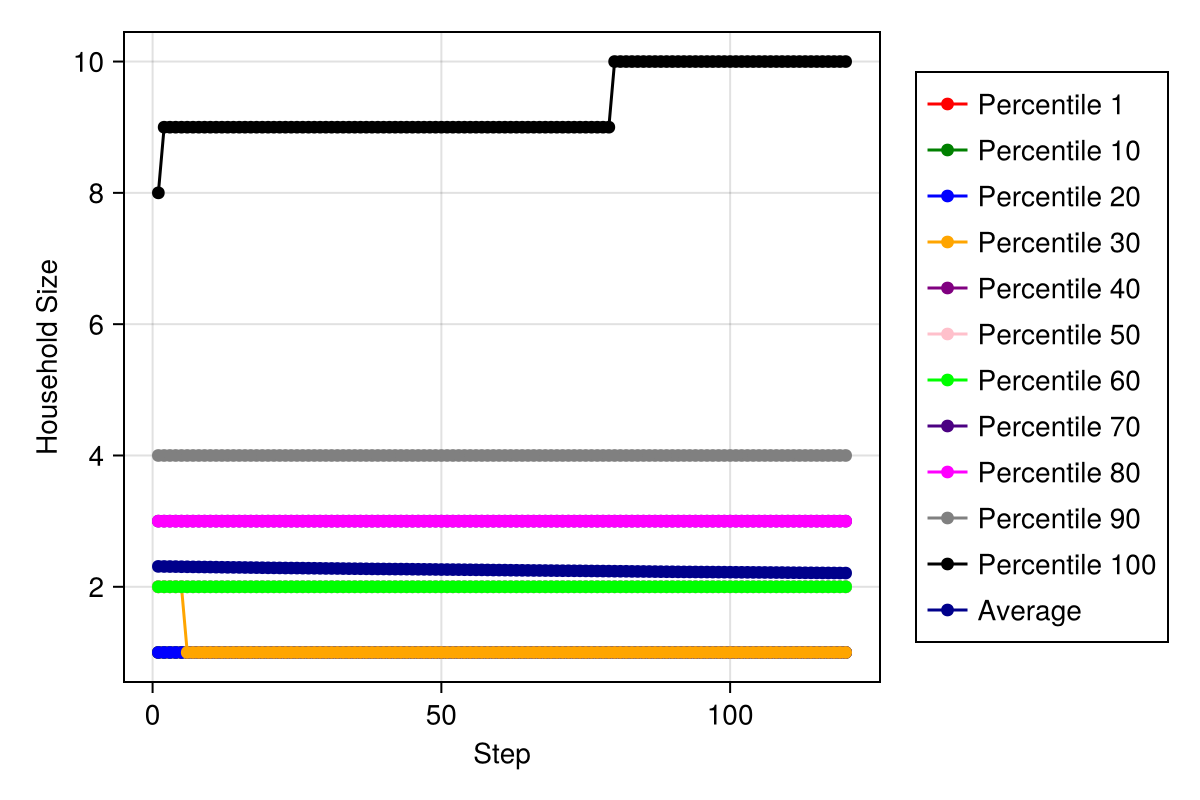 10
8
6
4
2
Household Size
0
50
100
Step
Percentile 1
Percentile 10
Percentile 20
Percentile 30
Percentile 40
Percentile 50
Percentile 60
Percentile 70
Percentile 80
Percentile 90
Percentile 100
Average